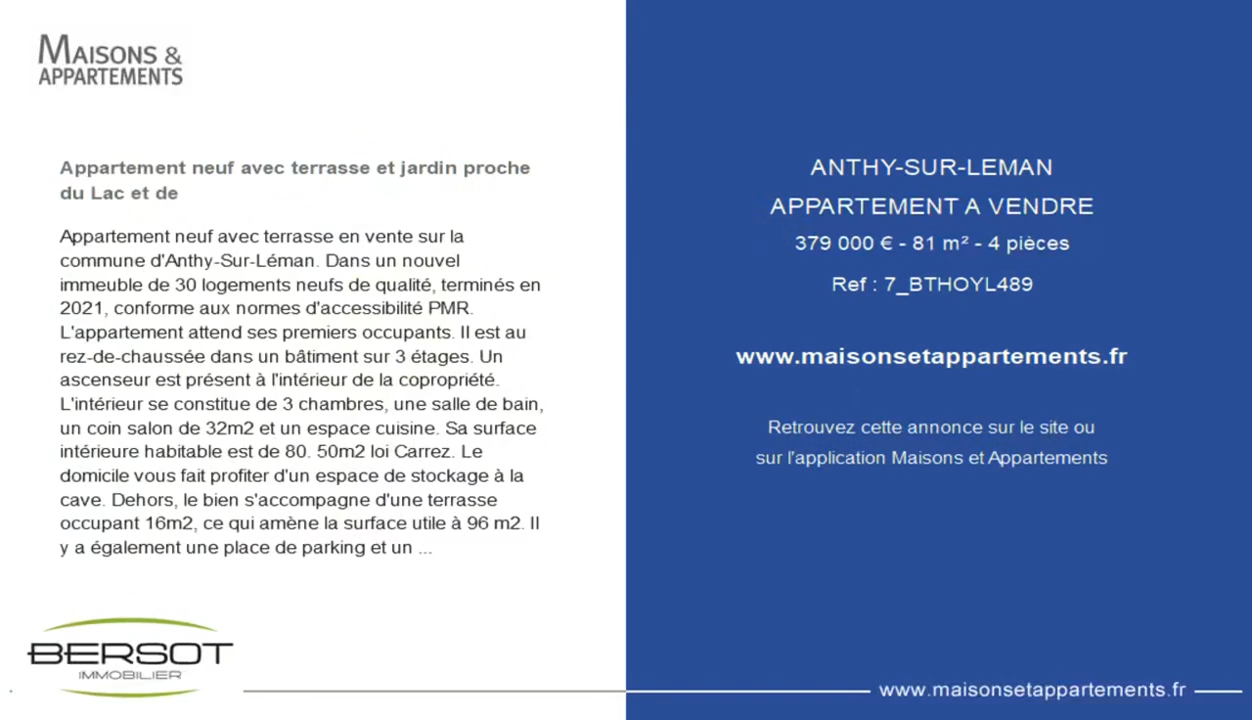 MAISONS &
APPARTEMENTS
Appartement neuf avec terrasse et jardin proche
du Lac et de
Appartement neuf avec terrasse en vente sur la
commune d'Anthy-Sur-Léman. Dans un nouvel
immeuble de 30 logements neufs de qualité, terminés en
2021, conforme aux normes d'accessibilité PMR.
L'appartement attend ses premiers occupants. Il est au
rez-de-chaussée dans un bâtiment sur 3 étages. Un
ascenseur est présent à l'intérieur de la copropriété.
L'intérieur se constitue de 3 chambres, une salle de bain,
un coin salon de 32m2 et un espace cuisine. Sa surface
intérieure habitable est de 80. 50m2 loi Carrez. Le
domicile vous fait profiter d'un espace de stockage à la
cave. Dehors, le bien s'accompagne d'une terrasse
occupant 16m2, ce qui amène la surface utile à 96 m2. Il
y a également une place de parking et un ...
BERSOT
IMMOBILIER
ANTHY-SUR-LEMAN
APPARTEMENT A VENDRE
379 000 € - 81 m² - 4 pièces
Ref : 7_BTHOYL489
www.maisonsetappartements.fr
Retrouvez cette annonce sur le site ou
sur l'application Maisons et Appartements
www.maisonsetappartements.fr